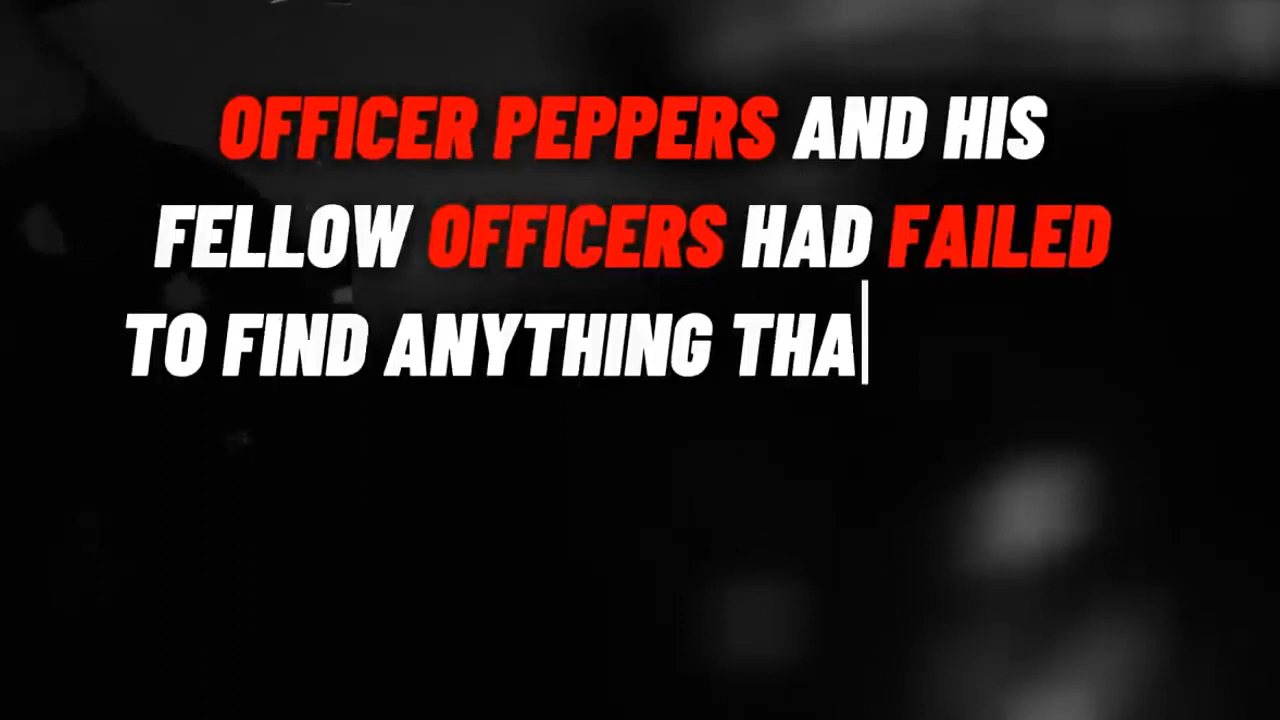 OFFICER PEPPERS AND HIS
FELLOW OFFICERS HAD FAILED
TO FIND ANYTHING THA